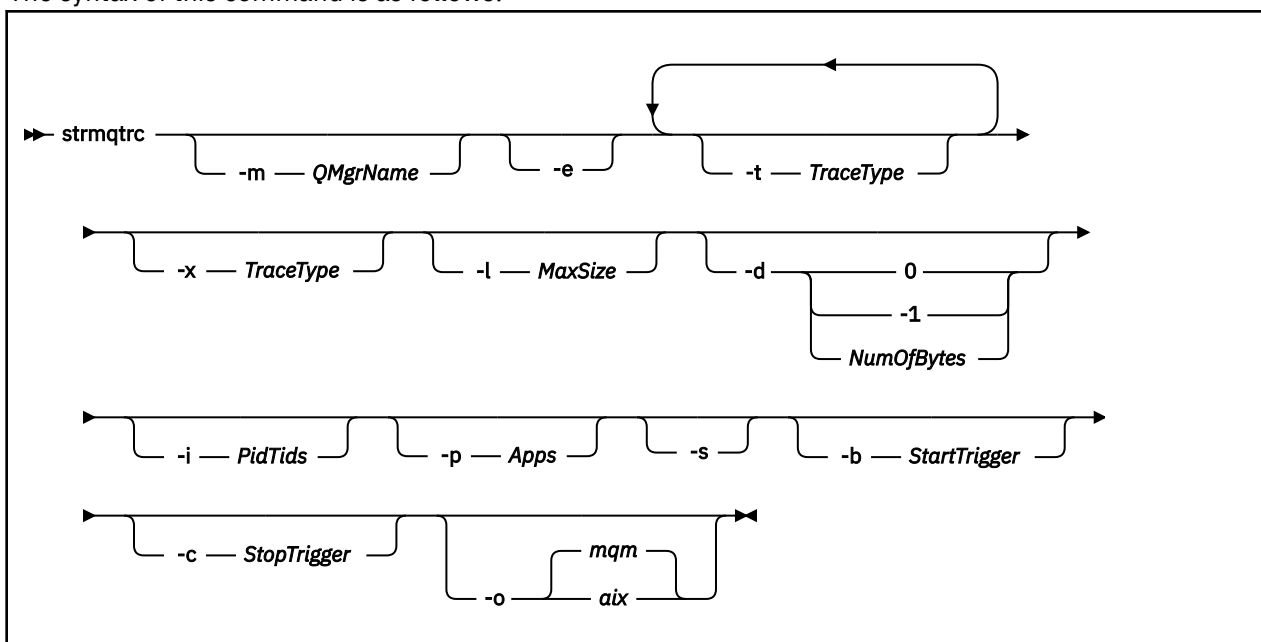 The syntax of this command is as follows:
strmqtrc
-m QMgrName
-e
-t TraceType
-x TraceType
-l MaxSize
-d
0
-1
NumOfBytes
-i PidTids
-p Apps
-s
-b StartTrigger
-c StopTrigger
-o
mqm
aix